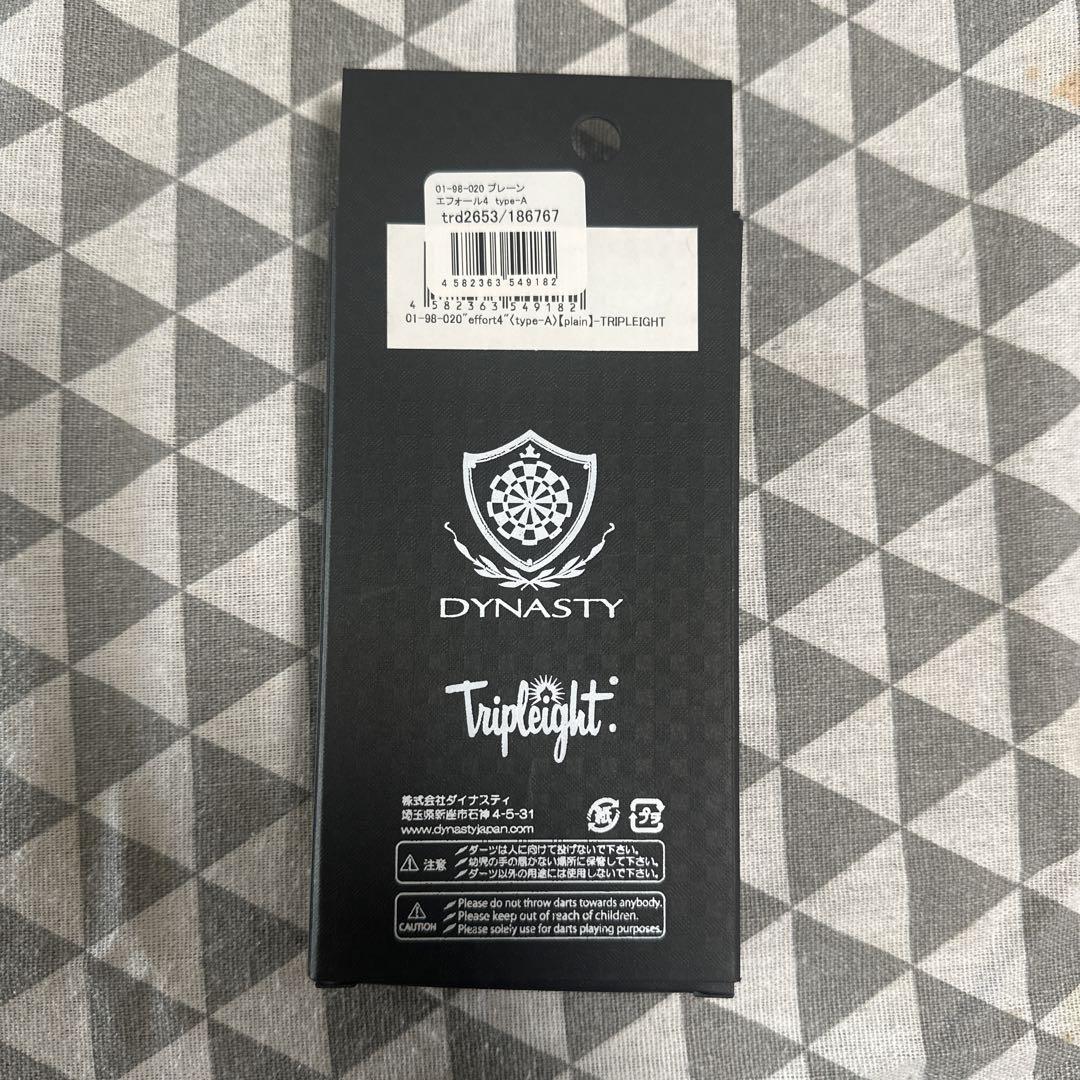 01-98-020 プレーン
エフォール4 type-A
trd2653/186767
4 582363 549182
4 582363 549182
01-98-020"effort4"〈type-A〉【plain】-TRIPLEIGHT
DYNASTY
Tripleight
株式会社ダイナスティ
埼玉県新座市石神 4-5-31
www.dynastyjapan.com
紙
プラ
注意
ダーツは人に向けて投げないで下さい。
幼児の手の届かない場所に保管して下さい。
ダーツ以外の用途には使用しないで下さい。
CAUTION
Please do not throw darts towards anybody.
Please keep out of reach of children.
Please solely use for darts playing purposes.